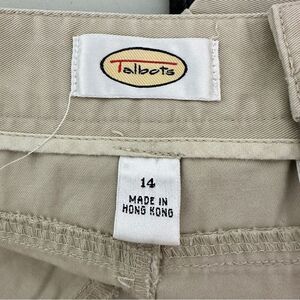 Talbots
14
MADE IN
HONG KONG